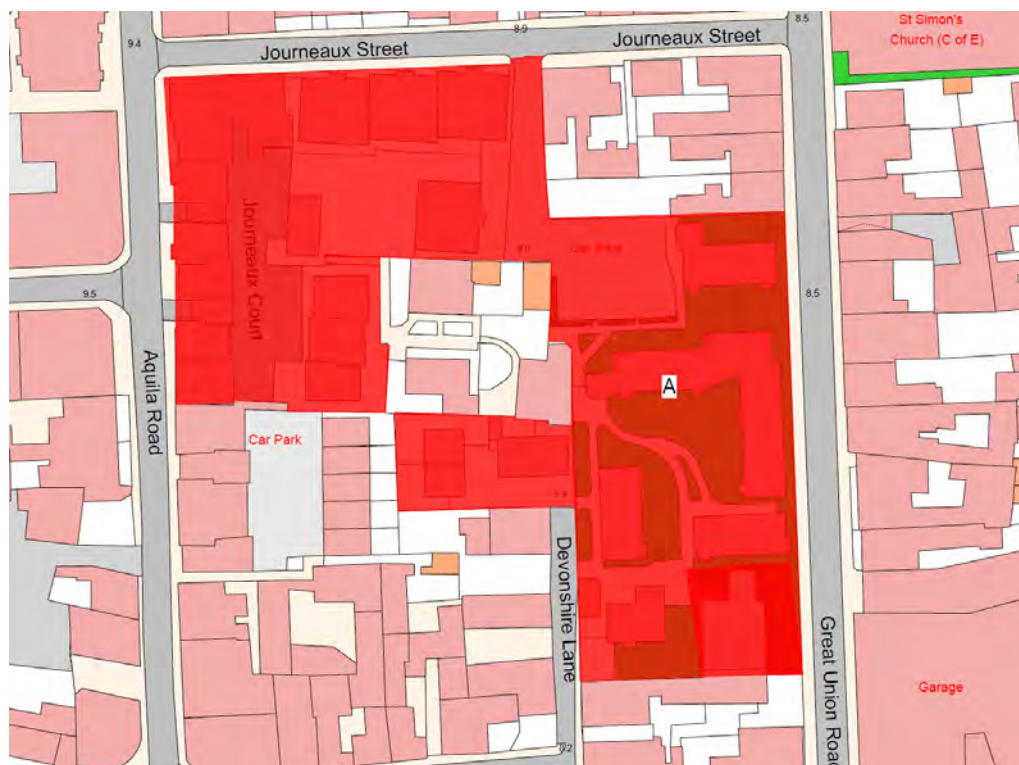 9.4
Journeaux Street
8.9
Journeaux Street
8.5
St Simon's
Church (C of E)
Journeaux Court
Car Park
9.5
8.5
Aquila Road
A
Car Park
Devonshire Lane
Great Union Road
Garage
9.2